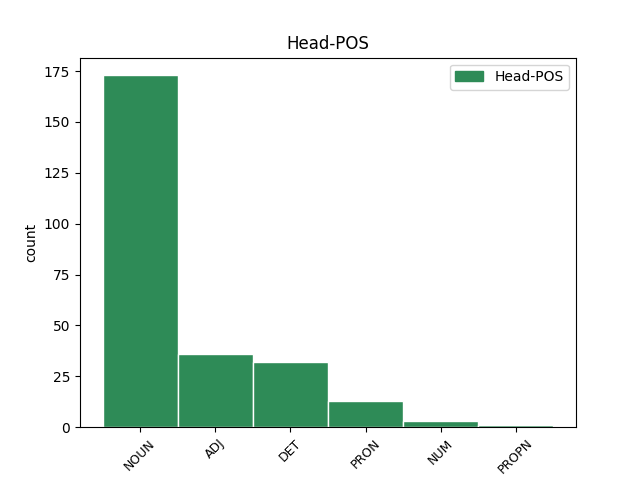 Head-POS
Head-POS
175
150
125
100
75
50
25
0
count
NOUN
ADJ
DET
PRON
NUM
PROPN